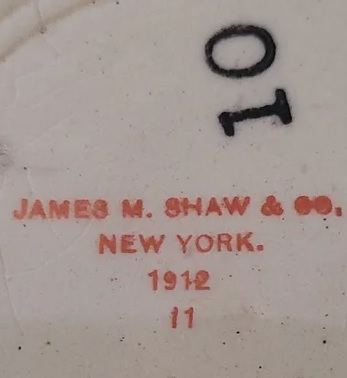 10
JAMES M. SHAW & CO.
NEW YORK.
1912
11